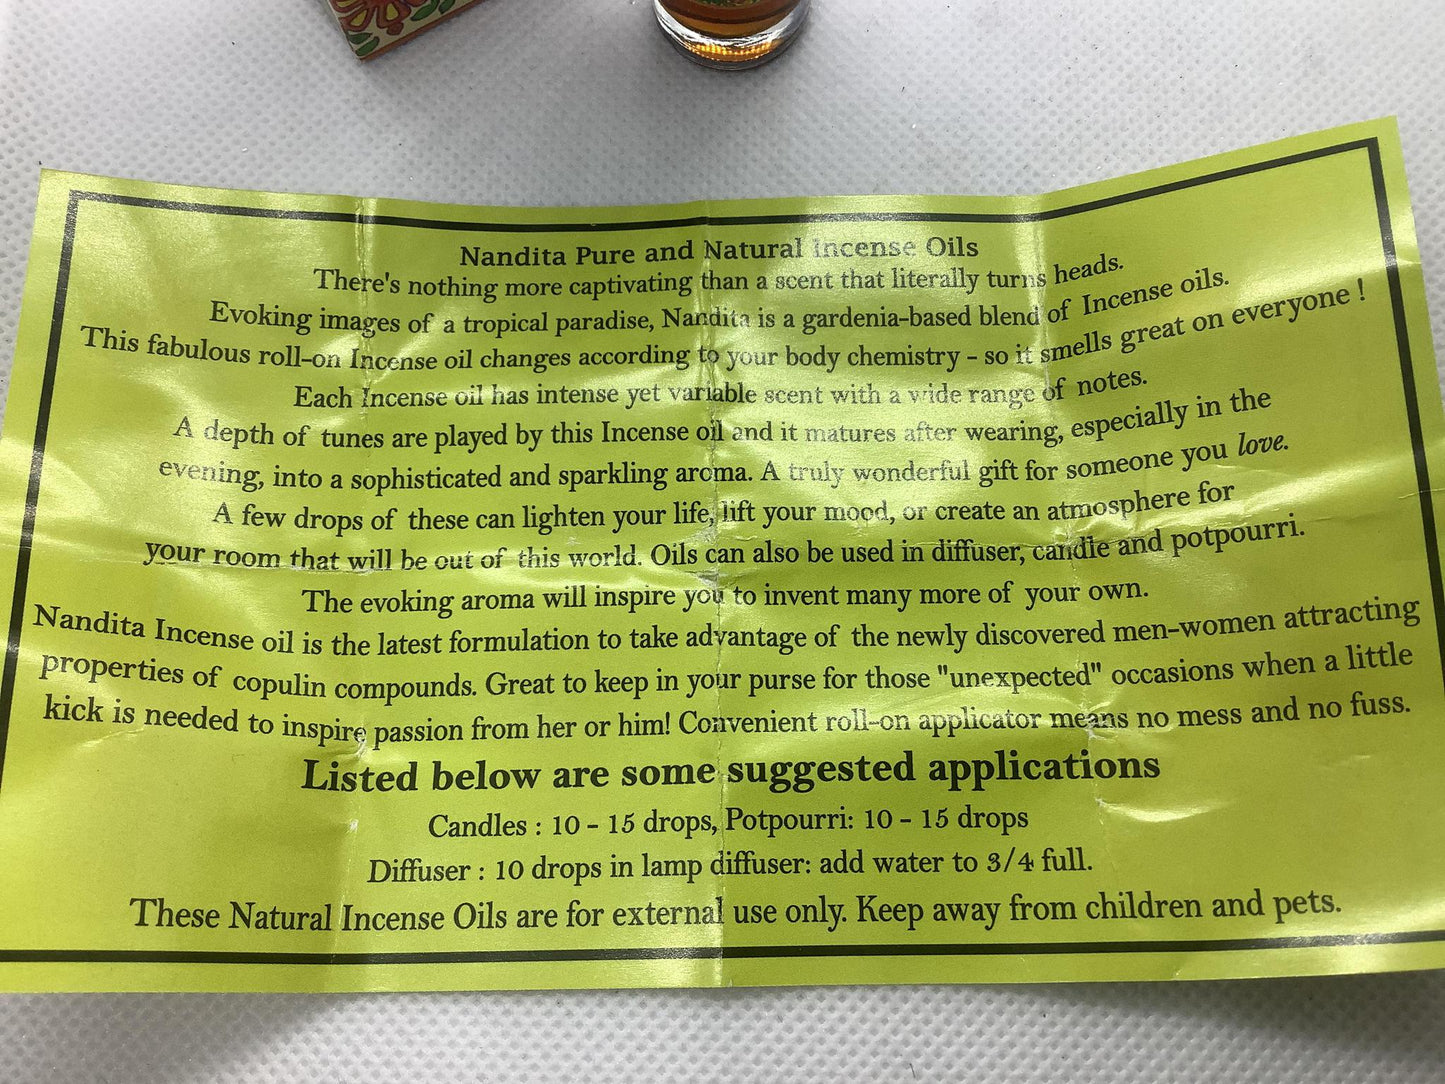 Nandita Pure and Natural Incense Oils
There's nothing more captivating than a scent that literally turns heads.
Evoking images of a tropical paradise, Nandita is a gardenia-based blend of Incense oils.
This fabulous roll-on Incense oil changes according to your body chemistry - so it smells great on everyone !
Each Incense oil has intense yet variable scent with a wide range of notes.
A depth of tunes are played by this Incense oil and it matures after wearing, especially in the
evening, into a sophisticated and sparkling aroma. A truly wonderful gift for someone you love.
A few drops of these can lighten your life, lift your mood, or create an atmosphere for
your room that will be out of this world. Oils can also be used in diffuser, candle and potpourri.
The evoking aroma will inspire you to invent many more of your own.
Nandita Incense oil is the latest formulation to take advantage of the newly discovered men-women attracting
properties of copulin compounds. Great to keep in your purse for those "unexpected" occasions when a little
kick is needed to inspire passion from her or him! Convenient roll-on applicator means no mess and no fuss.
Listed below are some suggested applications
Candles : 10 - 15 drops, Potpourri: 10 - 15 drops
Diffuser : 10 drops in lamp diffuser: add water to 3/4 full.
These Natural Incense Oils are for external use only. Keep away from children and pets.